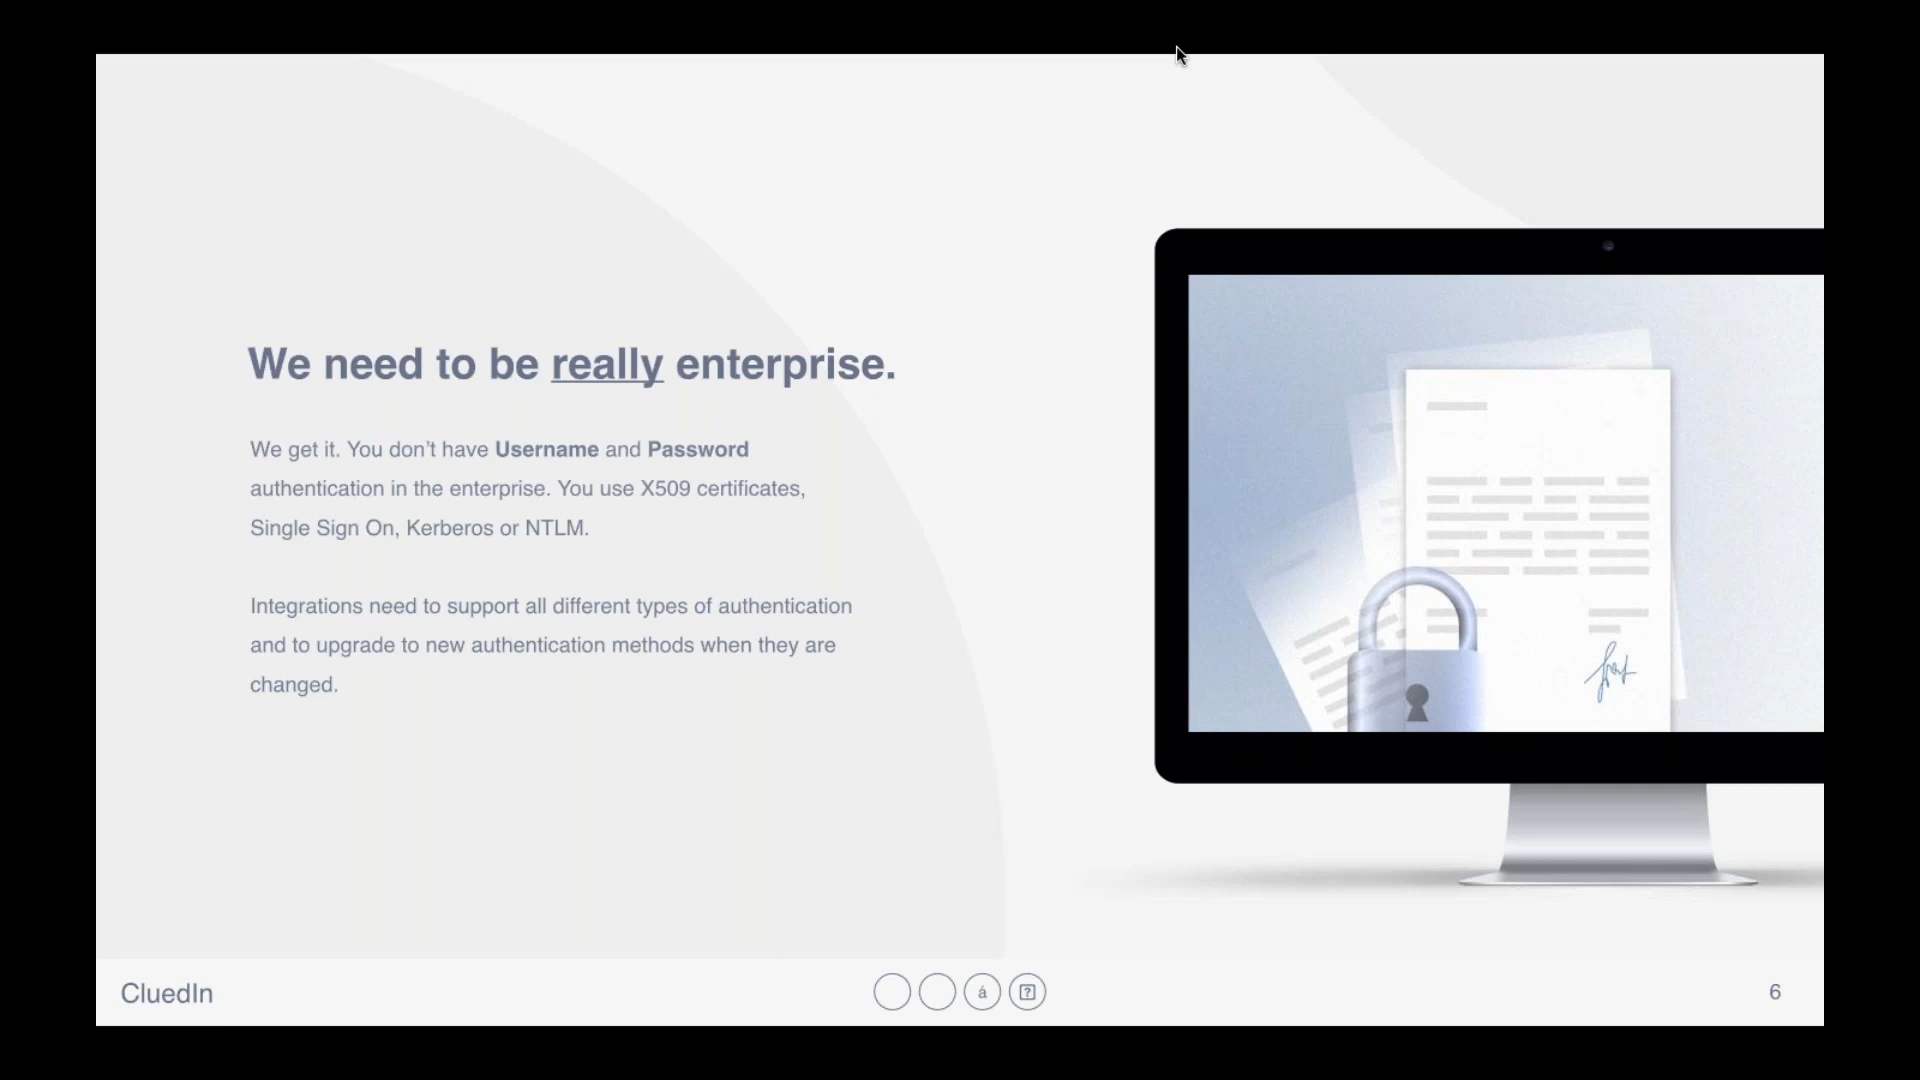 We need to be really enterprise.
We get it. You don’t have Username and Password
authentication in the enterprise. You use X509 certificates,
Single Sign On, Kerberos or NTLM.
Integrations need to support all different types of authentication
and to upgrade to new authentication methods when they are
changed.
CluedIn
á
?
6